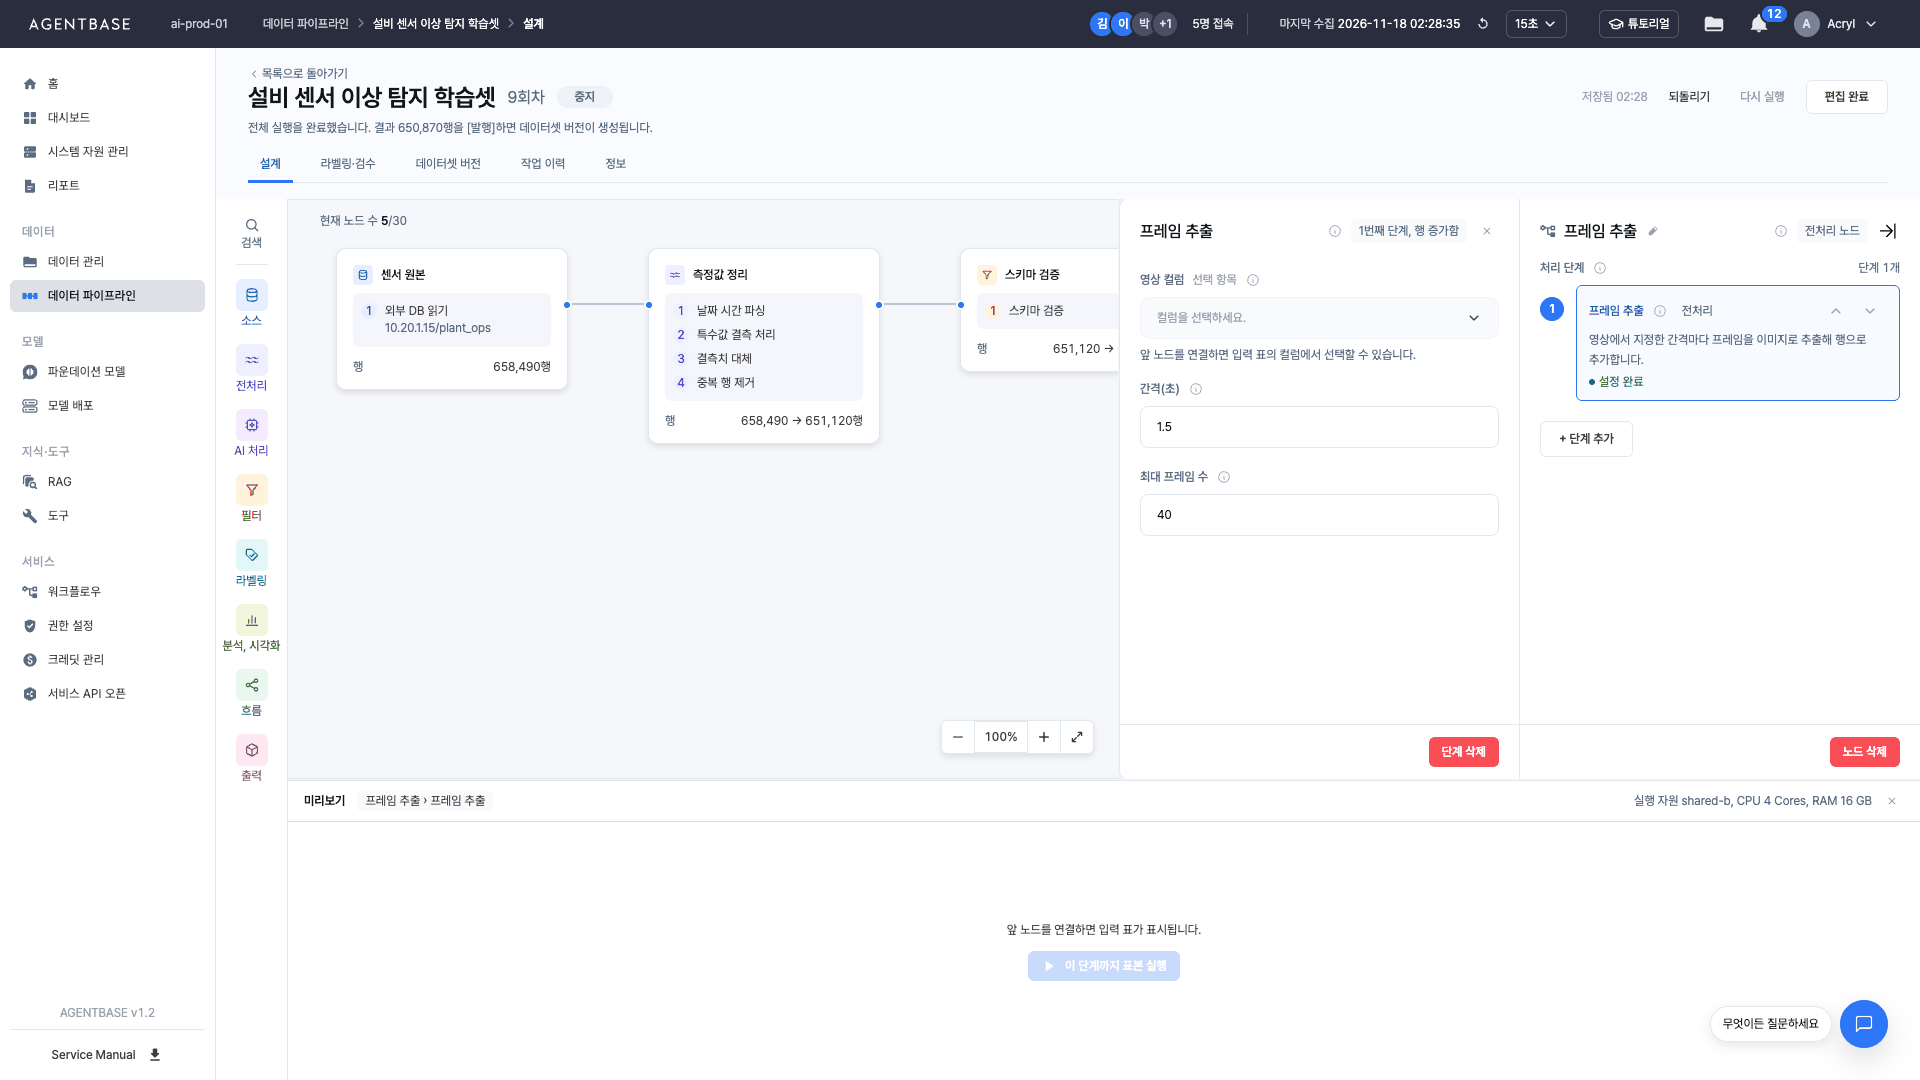 AGENTBASE
ai-prod-01
데이터 파이프라인
설비 센서 이상 탐지 학습셋
설계
김
이
박
+1
5명 접속
마지막 수집 2026-11-18 02:28:35
15초
튜토리얼
12
A
Acryl
홈
대시보드
시스템 자원 관리
리포트
데이터
데이터 관리
데이터 파이프라인
모델
파운데이션 모델
모델 배포
지식·도구
RAG
도구
서비스
워크플로우
권한 설정
크레딧 관리
서비스 API 오픈
AGENTBASE v1.2
Service Manual
목록으로 돌아가기
설비 센서 이상 탐지 학습셋
9회차
중지
전체 실행을 완료했습니다. 결과 650,870행을 [발행]하면 데이터셋 버전이 생성됩니다.
저장됨 02:28
되돌리기
다시 실행
편집 완료
설계
라벨링·검수
데이터셋 버전
작업 이력
정보
검색
소스
전처리
AI 처리
필터
라벨링
분석, 시각화
흐름
출력
현재 노드 수 5/30
센서 원본
1 외부 DB 읽기
10.20.1.15/plant_ops
행 658,490행
측정값 정리
1 날짜 시간 파싱
2 특수값 결측 처리
3 결측치 대체
4 중복 행 제거
행 658,490 → 651,120행
스키마 검증
1 스키마 검증
행 651,120 →
100%
프레임 추출
1번째 단계, 행 증가함
영상 컬럼 선택 항목
컬럼을 선택하세요.
앞 노드를 연결하면 입력 표의 컬럼에서 선택할 수 있습니다.
간격(초)
1.5
최대 프레임 수
40
단계 삭제
프레임 추출
전처리 노드
처리 단계
단계 1개
1
프레임 추출
전처리
영상에서 지정한 간격마다 프레임을 이미지로 추출해 행으로
추가합니다.
설정 완료
+ 단계 추가
노드 삭제
미리보기
프레임 추출 › 프레임 추출
실행 자원 shared-b, CPU 4 Cores, RAM 16 GB
앞 노드를 연결하면 입력 표가 표시됩니다.
이 단계까지 표본 실행
무엇이든 질문하세요